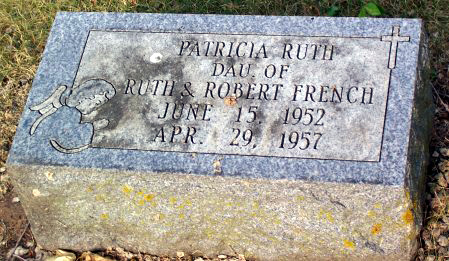 PATRICIA RUTH
DAU. OF
RUTH & ROBERT FRENCH
JUNE 15, 1952
APR. 29, 1957